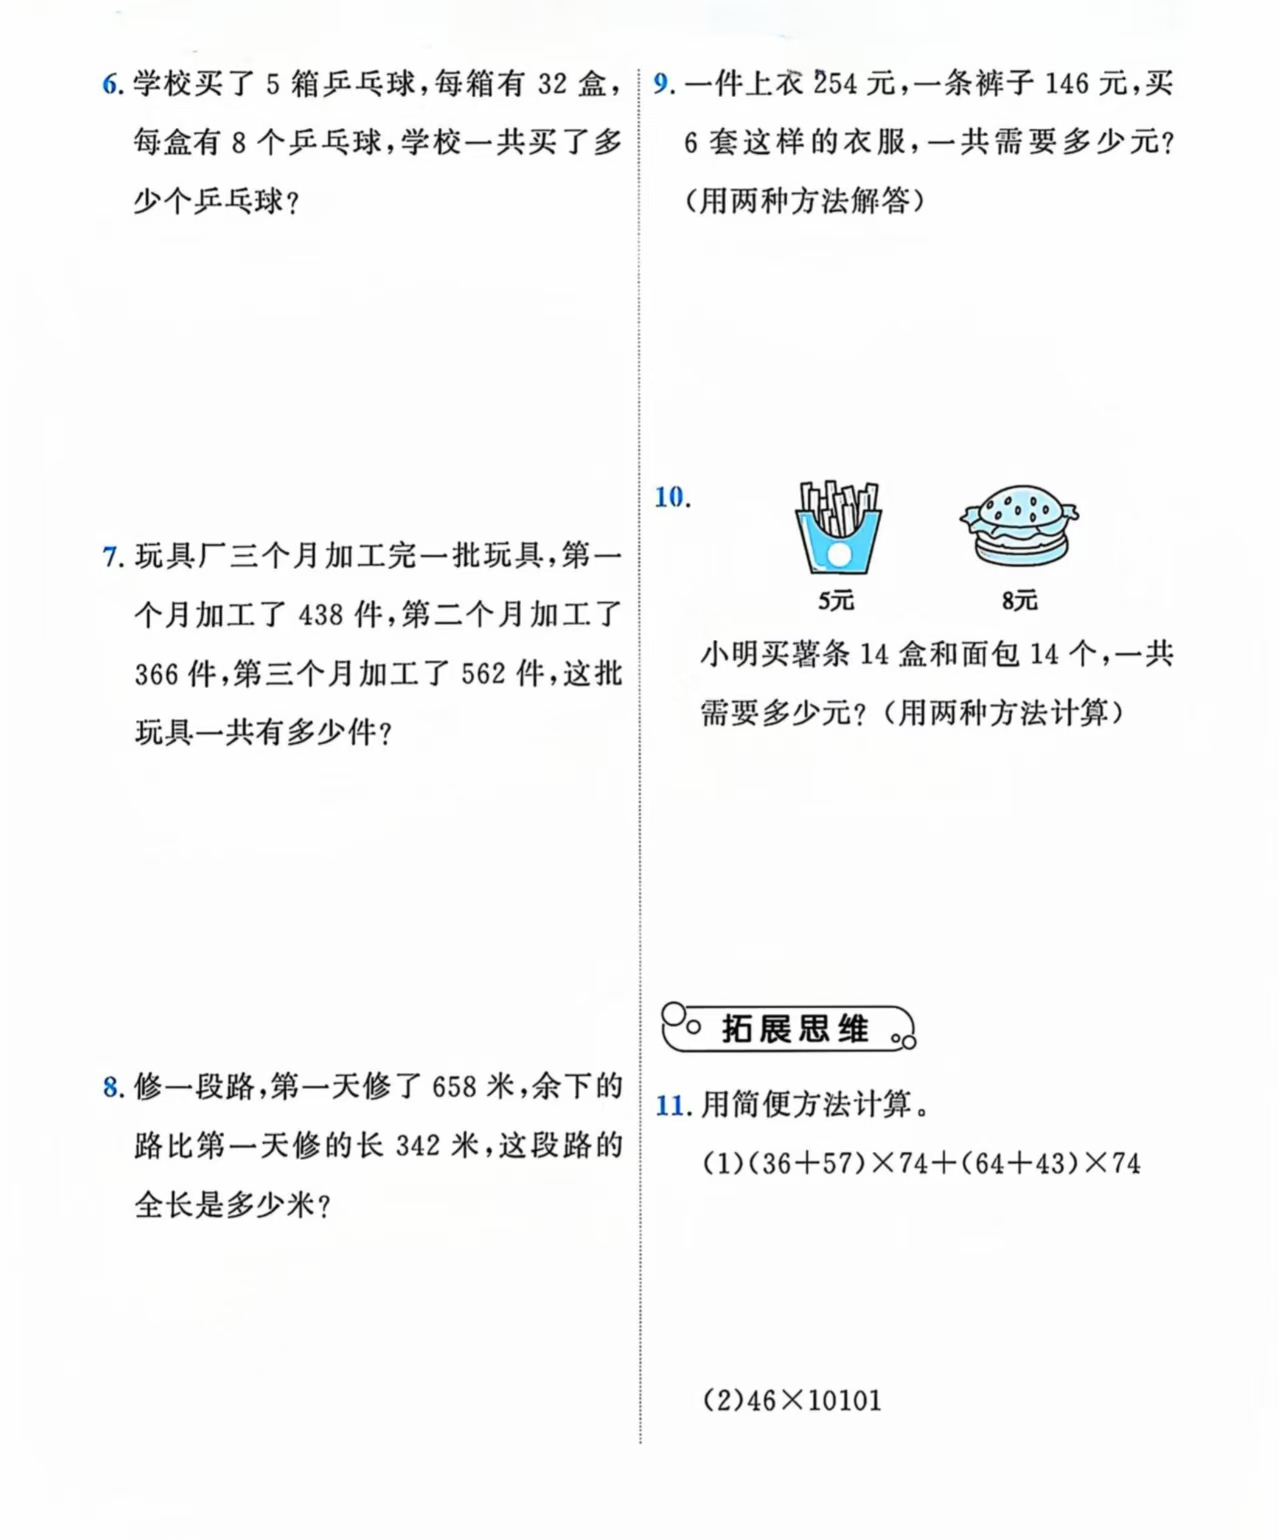 6. 学校买了 5 箱乒乓球，每箱有 32 盒，
每盒有 8 个乒乓球，学校一共买了多
少个乒乓球？
7. 玩具厂三个月加工完一批玩具，第一
个月加工了 438 件，第二个月加工了
366 件，第三个月加工了 562 件，这批
玩具一共有多少件？
8. 修一段路，第一天修了 658 米，余下的
路比第一天修的长 342 米，这段路的
全长是多少米？
9. 一件上衣 254 元，一条裤子 146 元，买
6 套这样的衣服，一共需要多少元？
（用两种方法解答）
10.
5元 8元
小明买薯条 14 盒和面包 14 个，一共
需要多少元？（用两种方法计算）
拓展思维
11. 用简便方法计算。
(1)(36+57)×74+(64+43)×74
(2)46×10101